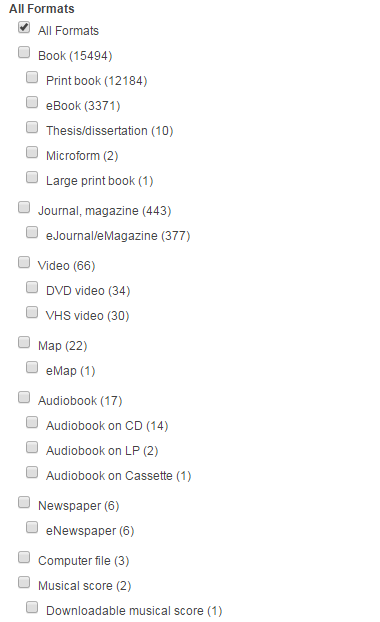 All Formats
All Formats
Book (15494)
Print book (12184)
eBook (3371)
Thesis/dissertation (10)
Microform (2)
Large print book (1)
Journal, magazine (443)
eJournal/eMagazine (377)
Video (66)
DVD video (34)
VHS video (30)
Map (22)
eMap (1)
Audiobook (17)
Audiobook on CD (14)
Audiobook on LP (2)
Audiobook on Cassette (1)
Newspaper (6)
eNewspaper (6)
Computer file (3)
Musical score (2)
Downloadable musical score (1)